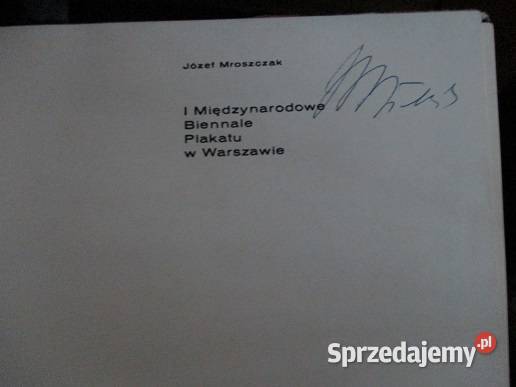 Józef Mroszczak
I Międzynarodowe
Biennale
Plakatu
w Warszawie
Sprzedajemy.pl